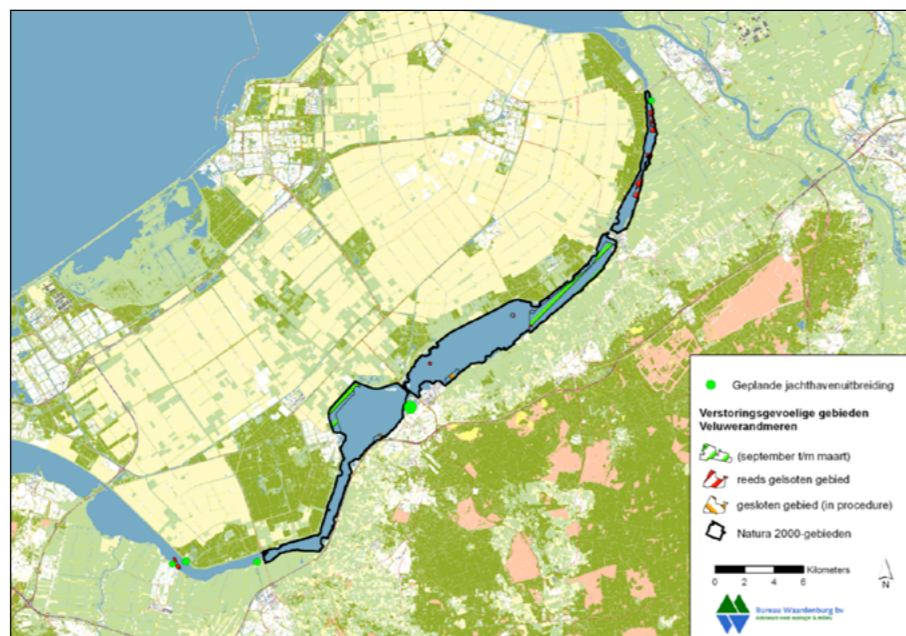 Geplande jachthavenuitbreiding
Verstoringsgevoelige gebieden
Veluwerandmeren
(september t/m maart)
reeds gelsoten gebied
gesloten gebied (in procedure)
Natura 2000-gebieden
0 2 4 6 Kilometers
N
Bureau Waardenburg bv